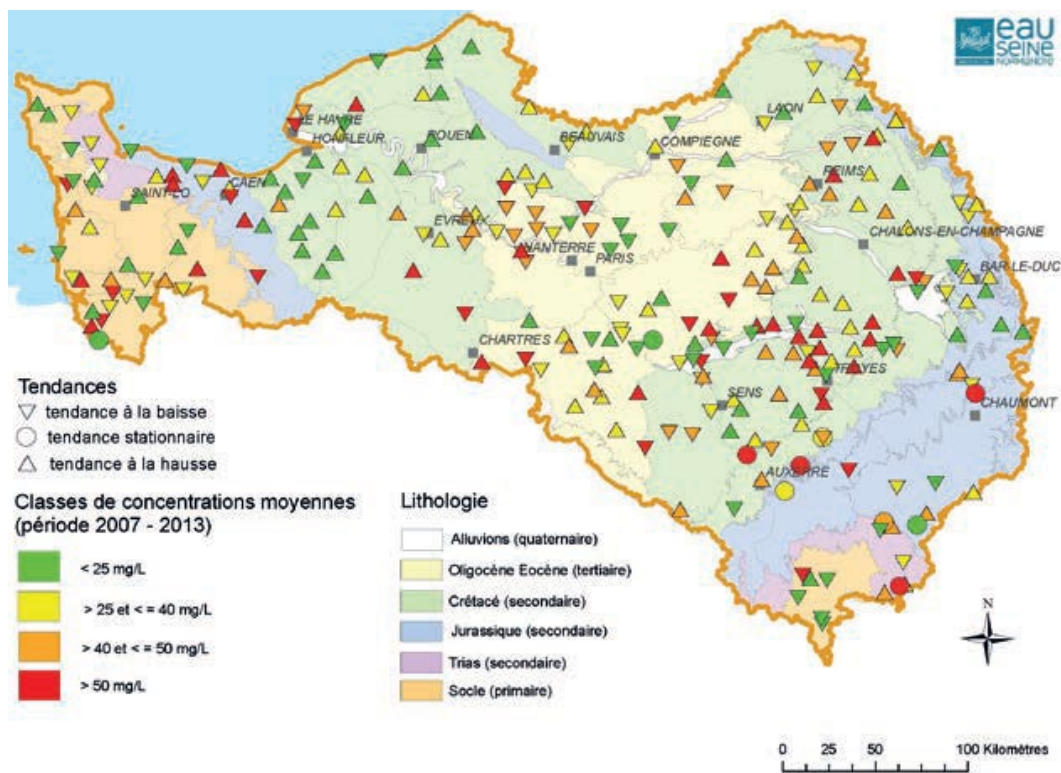 eau
SEINE
NORMANDIE
LE HAVRE
HONFLEUR
ROUEN
BEAUVAIS
COMPIEGNE
LAON
REIMS
SAINT-LO
CAEN
EVREUX
NANTERRE
PARIS
CHALONS-EN-CHAMPAGNE
BAR-LE-DUC
CHARTRES
SENS
TROYES
CHAUMONT
AUXERRE
Tendances
tendance à la baisse
tendance stationnaire
tendance à la hausse
Classes de concentrations moyennes
(période 2007 - 2013)
< 25 mg/L
> 25 et < = 40 mg/L
> 40 et < = 50 mg/L
> 50 mg/L
Lithologie
Alluvions (quaternaire)
Oligocène Eocène (tertiaire)
Crétacé (secondaire)
Jurassique (secondaire)
Trias (secondaire)
Socle (primaire)
N
0 25 50 100 Kilomètres